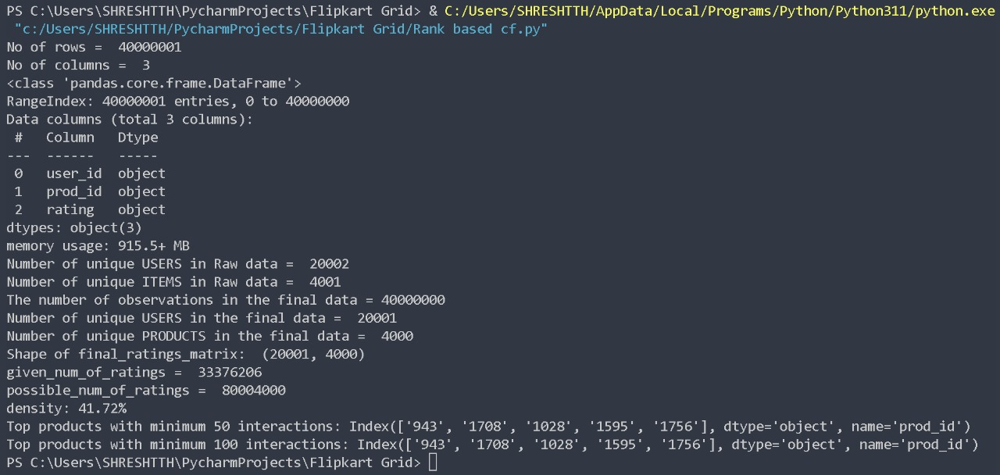 PS C:\Users\SHRESHTTH\PycharmProjects\Flipkart Grid> & C:/Users/SHRESHTTH/AppData/Local/Programs/Python/Python311/python.exe
"c:/Users/SHRESHTTH/PycharmProjects/Flipkart Grid/Rank based cf.py"
No of rows =  40000001
No of columns =  3
<class 'pandas.core.frame.DataFrame'>
RangeIndex: 40000001 entries, 0 to 40000000
Data columns (total 3 columns):
 #   Column   Dtype
---  ------   -----
 0   user_id  object
 1   prod_id  object
 2   rating   object
dtypes: object(3)
memory usage: 915.5+ MB
Number of unique USERS in Raw data =  20002
Number of unique ITEMS in Raw data =  4001
The number of observations in the final data = 40000000
Number of unique USERS in the final data =  20001
Number of unique PRODUCTS in the final data =  4000
Shape of final_ratings_matrix:  (20001, 4000)
given_num_of_ratings =  33376206
possible_num_of_ratings =  80004000
density: 41.72%
Top products with minimum 50 interactions: Index(['943', '1708', '1028', '1595', '1756'], dtype='object', name='prod_id')
Top products with minimum 100 interactions: Index(['943', '1708', '1028', '1595', '1756'], dtype='object', name='prod_id')
PS C:\Users\SHRESHTTH\PycharmProjects\Flipkart Grid>